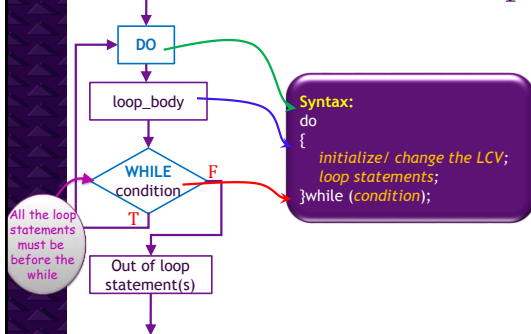 DO
loop_body
WHILE
condition
F
T
Out of loop
statement(s)
All the loop
statements
must be
before the
while
Syntax:
do
{
initialize/ change the LCV;
loop statements;
}while (condition);